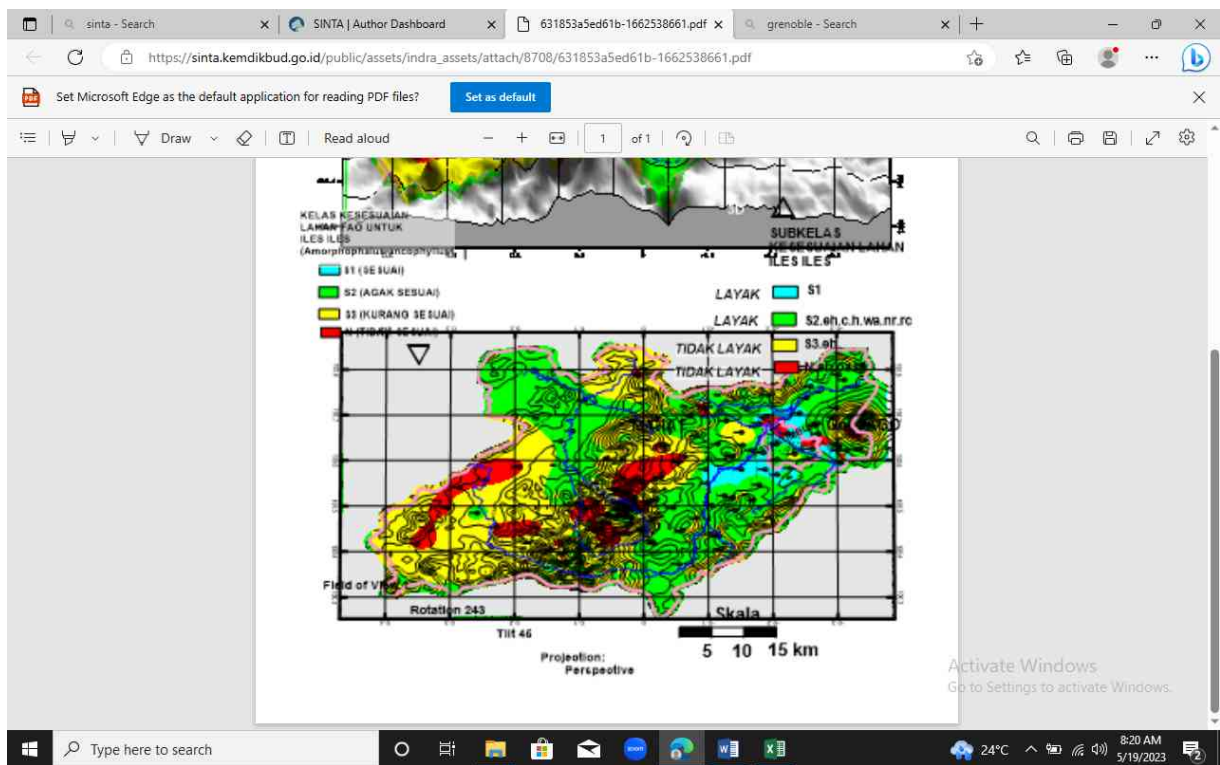 sinta - Search
SINTA | Author Dashboard
631853a5ed61b-1662538661.pdf
grenoble - Search
https://sinta.kemdikbud.go.id/public/assets/indra_assets/attach/8708/631853a5ed61b-1662538661.pdf
Set Microsoft Edge as the default application for reading PDF files?
Set as default
Draw
Read aloud
1
of 1
KELAS KESESUAIAN
LAHAN FAO UNTUK
ILES ILES
S1 (SESUAI)
S2 (AGAK SESUAI)
S3 (KURANG SESUAI)
N (TIDAK SESUAI)
SUBKELAS
KESESUAIAN LAHAN
ILES ILES
LAYAK S1
LAYAK S2.eh,c.h.wa.nr.rc
TIDAK LAYAK S3.eh
TIDAK LAYAK
Field of View
Rotation 243
Tilt 46
Projection:
Perspective
Skala
5 10 15 km
Activate Windows
Go to Settings to activate Windows.
Type here to search
zoom
24°C
8:20 AM
5/19/2023
2